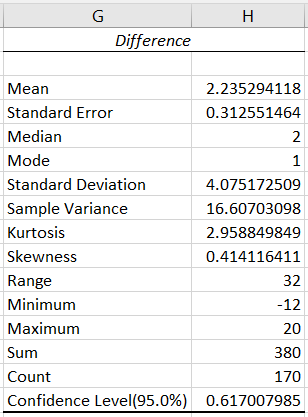 G H
Difference
Mean 2.235294118
Standard Error 0.312551464
Median 2
Mode 1
Standard Deviation 4.075172509
Sample Variance 16.60703098
Kurtosis 2.958849849
Skewness 0.414116411
Range 32
Minimum -12
Maximum 20
Sum 380
Count 170
Confidence Level(95.0%) 0.617007985